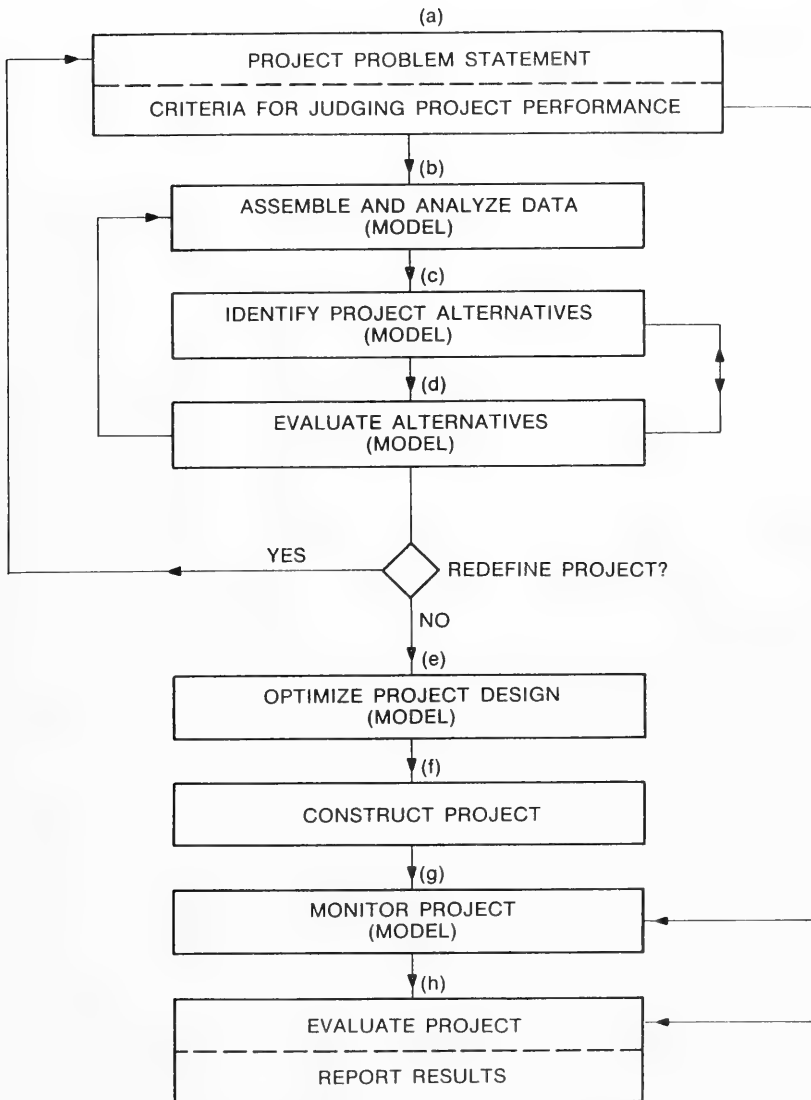 (a)
PROJECT PROBLEM STATEMENT
CRITERIA FOR JUDGING PROJECT PERFORMANCE
(b)
ASSEMBLE AND ANALYZE DATA
(MODEL)
(c)
IDENTIFY PROJECT ALTERNATIVES
(MODEL)
(d)
EVALUATE ALTERNATIVES
(MODEL)
YES
REDEFINE PROJECT?
NO
(e)
OPTIMIZE PROJECT DESIGN
(MODEL)
(f)
CONSTRUCT PROJECT
(g)
MONITOR PROJECT
(MODEL)
(h)
EVALUATE PROJECT
REPORT RESULTS